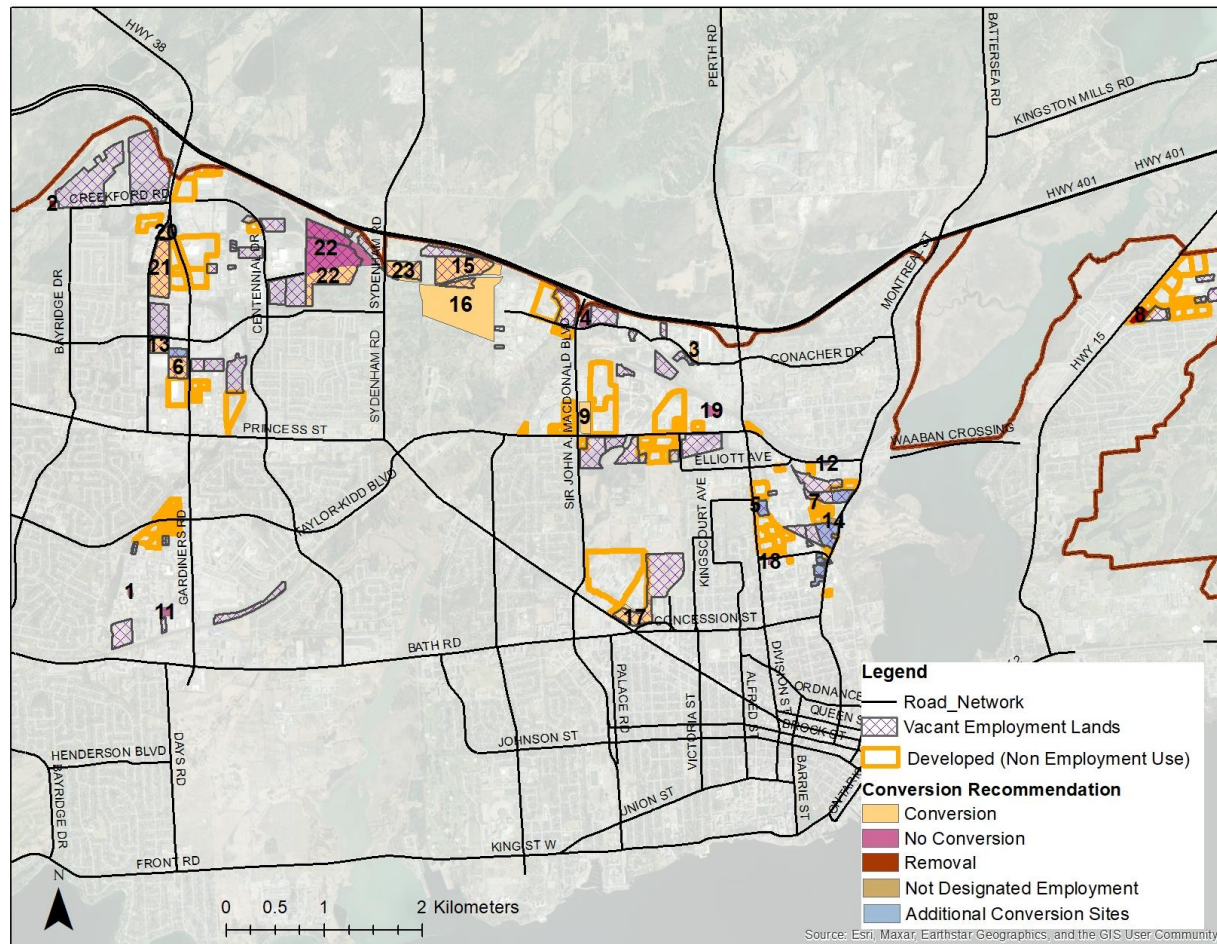 HWY 38
PERTH RD
BATTERSEA RD
KINGSTON MILLS RD
HWY 401
HWY 401
2
CREEKFORD RD
20
22
SYDENHAM RD
MONTREAL ST
21
CENTENNIAL DR
22
23
15
BAYRIDGE DR
16
8
4
HWY 15
13
3
CONACHER DR
6
SYDENHAM RD
SIR JOHN A. MACDONALD BLVD
9
19
PRINCESS ST
WAABAN CROSSING
ELLIOTT AVE
12
TAYLOR-KIDD BLVD
KINGSCOURT AVE
5
7
14
GARDINERS RD
18
1
11
17
CONCESSION ST
BATH RD
PALACE RD
VICTORIA ST
ALFRED ST
DIVISION ST
ORDNANCE
QUEEN S
BROCK ST
JOHNSON ST
HENDERSON BLVD
DAYS RD
BAYRIDGE DR
UNION ST
BARRIE ST
ONTARI
KING ST W
FRONT RD
2
Legend
Road_Network
Vacant Employment Lands
Developed (Non Employment Use)
Conversion Recommendation
Conversion
No Conversion
Removal
Not Designated Employment
Additional Conversion Sites
N
0 0.5 1 2 Kilometers
Source: Esri, Maxar, Earthstar Geographics, and the GIS User Community